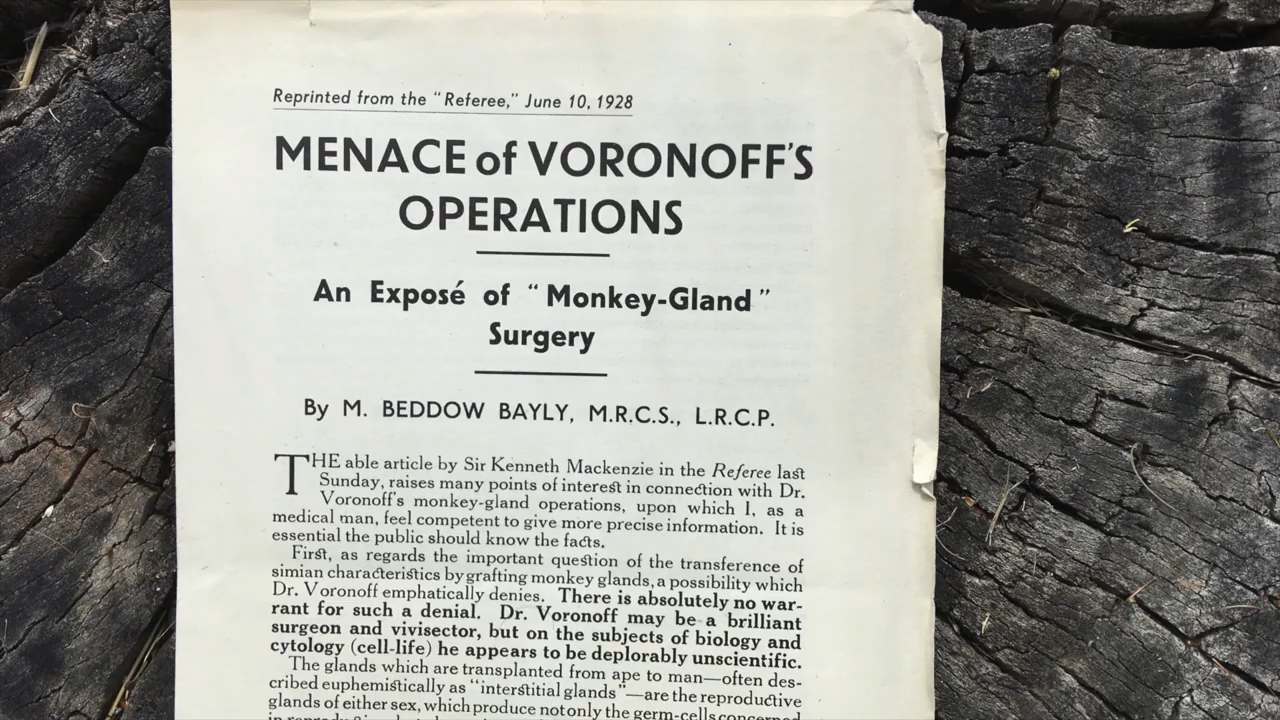 Reprinted from the "Referee," June 10, 1928
MENACE of VORONOFF'S
OPERATIONS
An Exposé of "Monkey-Gland"
Surgery
By M. BEDDOW BAYLY, M.R.C.S., L.R.C.P.
THE able article by Sir Kenneth Mackenzie in the Referee last
Sunday, raises many points of interest in connection with Dr.
Voronoff's monkey-gland operations, upon which I, as a
medical man, feel competent to give more precise information. It is
essential the public should know the facts.
First, as regards the important question of the transference of
simian characteristics by grafting monkey glands, a possibility which
Dr. Voronoff emphatically denies. There is absolutely no war-
rant for such a denial. Dr. Voronoff may be a brilliant
surgeon and vivisector, but on the subjects of biology and
cytology (cell-life) he appears to be deplorably unscientific.
The glands which are transplanted from ape to man—often des-
cribed euphemistically as "interstitial glands"—are the reproductive
glands of either sex, which produce not only the germ-cells concerned